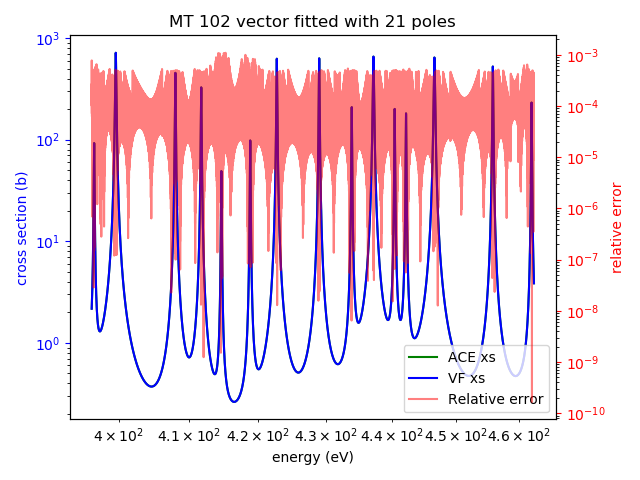 MT 102 vector fitted with 21 poles
10³
10² 
10¹
10⁰
cross section (b)
10⁻³
10⁻⁴
10⁻⁵
10⁻⁶
10⁻⁷
10⁻⁸
10⁻⁹
10⁻¹⁰
relative error
ACE xs
VF xs
Relative error
4 × 10² 4.1 × 10² 4.2 × 10² 4.3 × 10² 4.4 × 10² 4.5 × 10² 4.6 × 10²
energy (eV)